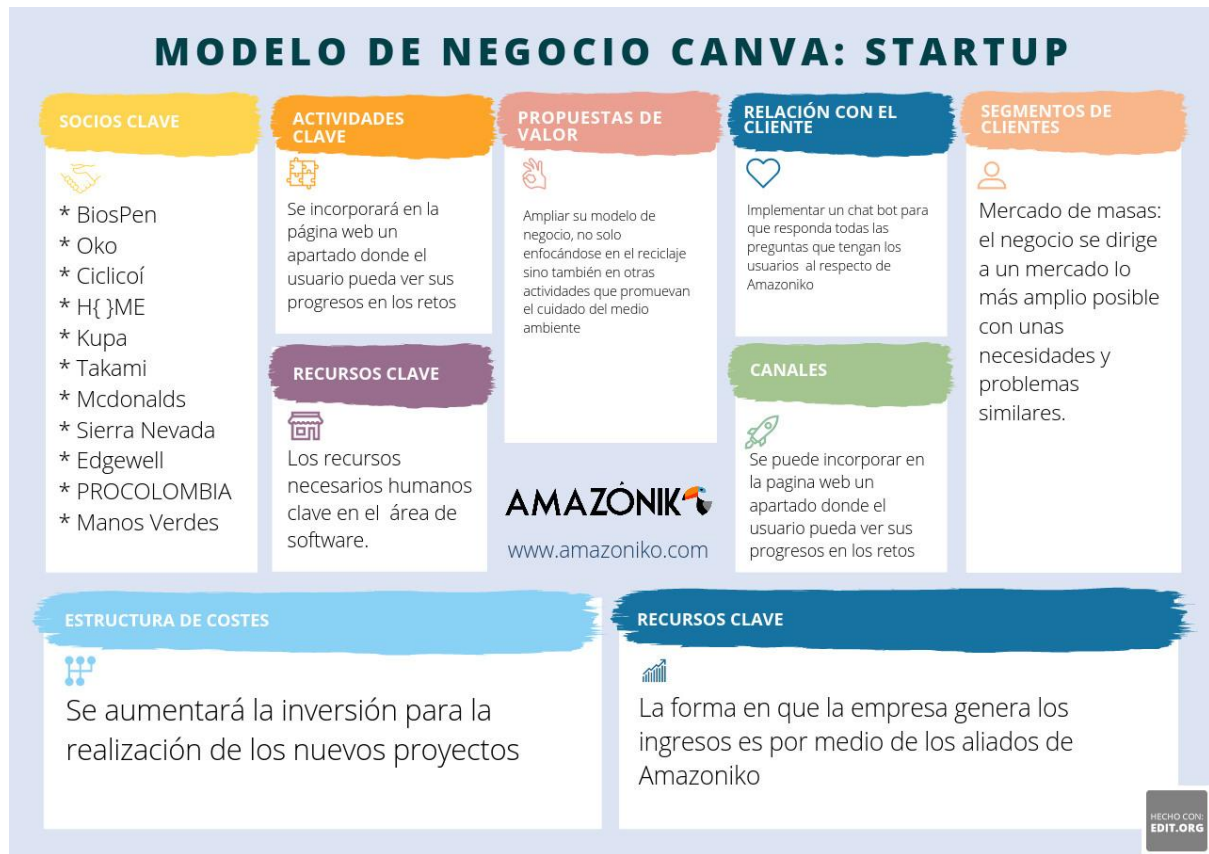 MODELO DE NEGOCIO CANVA: STARTUP
SOCIOS CLAVE
* BiosPen
* Oko
* Ciclicoí
* H{ }ME
* Kupa
* Takami
* Mcdonalds
* Sierra Nevada
* Edgewell
* PROCOLOMBIA
* Manos Verdes
ACTIVIDADES
CLAVE
Se incorporará en la
página web un
apartado donde el
usuario pueda ver sus
progresos en los retos
RECURSOS CLAVE
Los recursos
necesarios humanos
clave en el área de
software.
PROPUESTAS DE
VALOR
Ampliar su modelo de
negocio, no solo
enfocándose en el reciclaje
sino también en otras
actividades que promuevan
el cuidado del medio
ambiente
AMAZÓNIK
www.amazoniko.com
RELACIÓN CON EL
CLIENTE
Implementar un chat bot para
que responda todas las
preguntas que tengan los
usuarios al respecto de
Amazoniko
CANALES
Se puede incorporar en
la pagina web un
apartado donde el
usuario pueda ver sus
progresos en los retos
SEGMENTOS DE
CLIENTES
Mercado de masas:
el negocio se dirige
a un mercado lo
más amplio posible
con unas
necesidades y
problemas
similares.
ESTRUCTURA DE COSTES
Se aumentará la inversión para la
realización de los nuevos proyectos
RECURSOS CLAVE
La forma en que la empresa genera los
ingresos es por medio de los aliados de
Amazoniko
HECHO CON:
EDIT.ORG